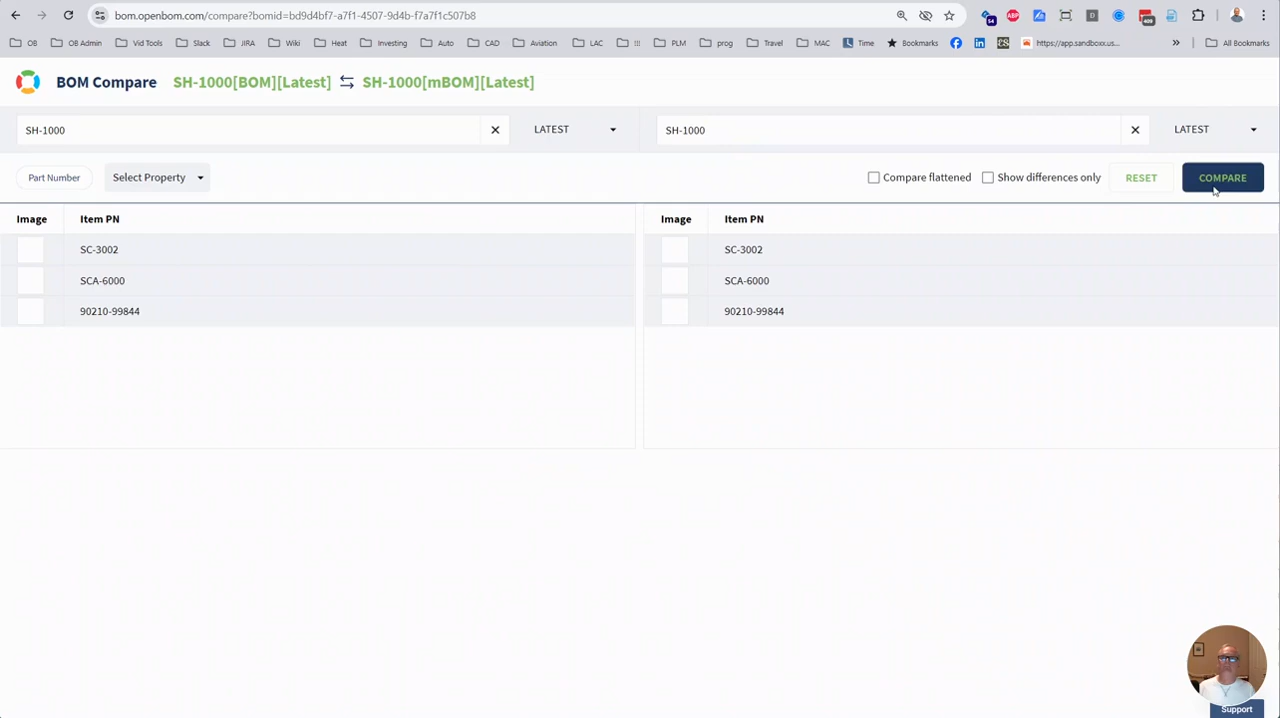 bom.openbom.com/compare?bomid=bd9d4bf7-a7f1-4507-9d4b-f7a7f1c507b8
OB OB Admin Vid Tools Slack JIRA Wiki Heat Investing Auto CAD Aviation LAC !!! PLM prog Travel MAC Time Bookmarks https://app.sandboxx.us... All Bookmarks
BOM Compare SH-1000[BOM][Latest] SH-1000[mBOM][Latest]
SH-1000 LATEST SH-1000 LATEST
Part Number Select Property Compare flattened Show differences only RESET COMPARE
Image Item PN Image Item PN
SC-3002 SC-3002
SCA-6000 SCA-6000
90210-99844 90210-99844
Support